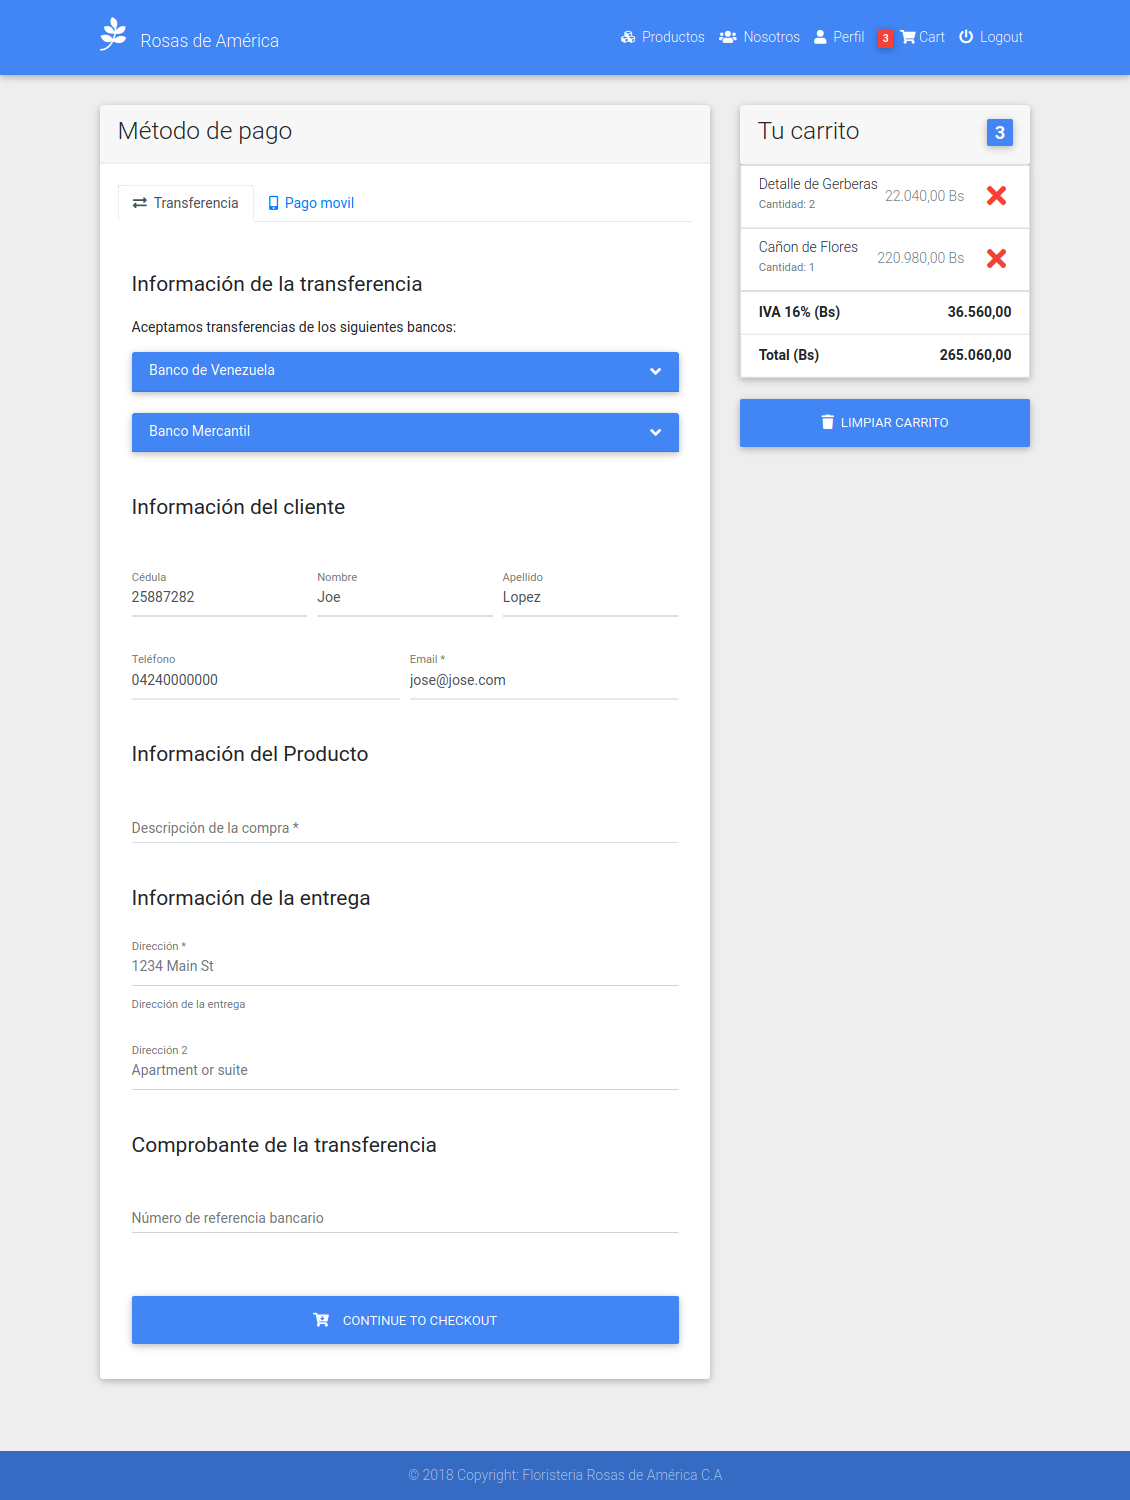 Rosas de América
Productos
Nosotros
Perfil
3
Cart
Logout
Método de pago
Transferencia
Pago movil
Información de la transferencia
Aceptamos transferencias de los siguientes bancos:
Banco de Venezuela
Banco Mercantil
Información del cliente
Cédula
25887282
Nombre
Joe
Apellido
Lopez
Teléfono
04240000000
Email *
jose@jose.com
Información del Producto
Descripción de la compra *
Información de la entrega
Dirección *
1234 Main St
Dirección de la entrega
Dirección 2
Apartment or suite
Comprobante de la transferencia
Número de referencia bancario
CONTINUE TO CHECKOUT
Tu carrito
3
Detalle de Gerberas
Cantidad: 2
22.040,00 Bs
Cañon de Flores
Cantidad: 1
220.980,00 Bs
IVA 16% (Bs)
36.560,00
Total (Bs)
265.060,00
LIMPIAR CARRITO
© 2018 Copyright: Floristeria Rosas de América C.A